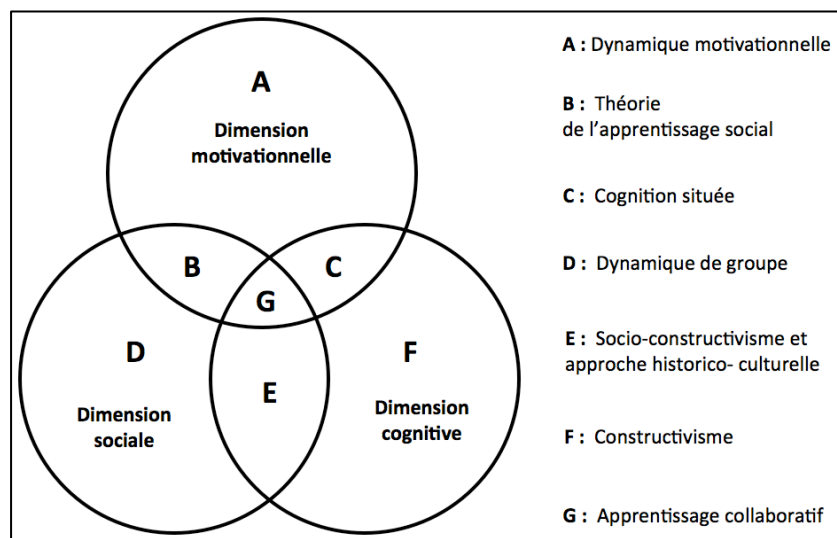 A
Dimension
motivationnelle
B
C
G
D
E
F
Dimension
sociale
Dimension
cognitive
A : Dynamique motivationnelle
B : Théorie
de l’apprentissage social
C : Cognition située
D : Dynamique de groupe
E : Socio-constructivisme et
approche historico- culturelle
F : Constructivisme
G : Apprentissage collaboratif